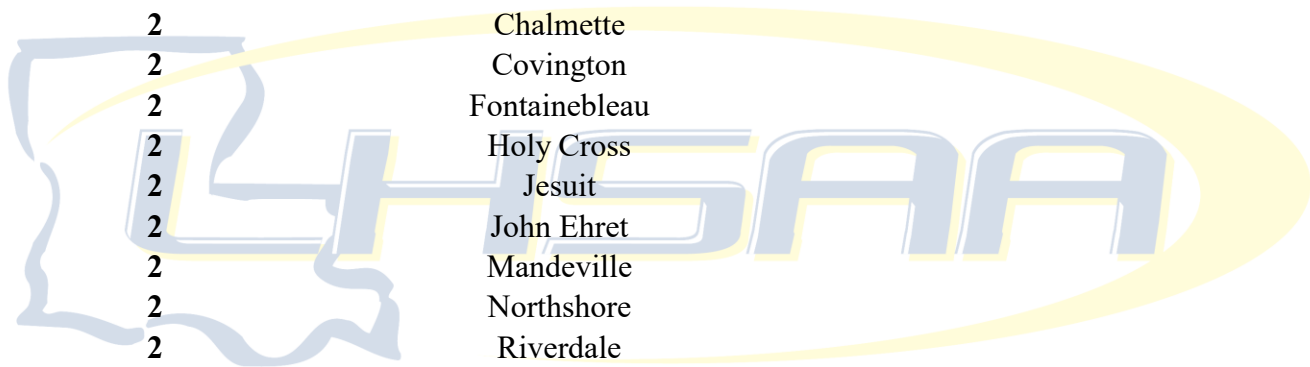 2 Chalmette
2 Covington
2 Fontainebleau
2 Holy Cross
2 Jesuit
2 John Ehret
2 Mandeville
2 Northshore
2 Riverdale
LHSAA